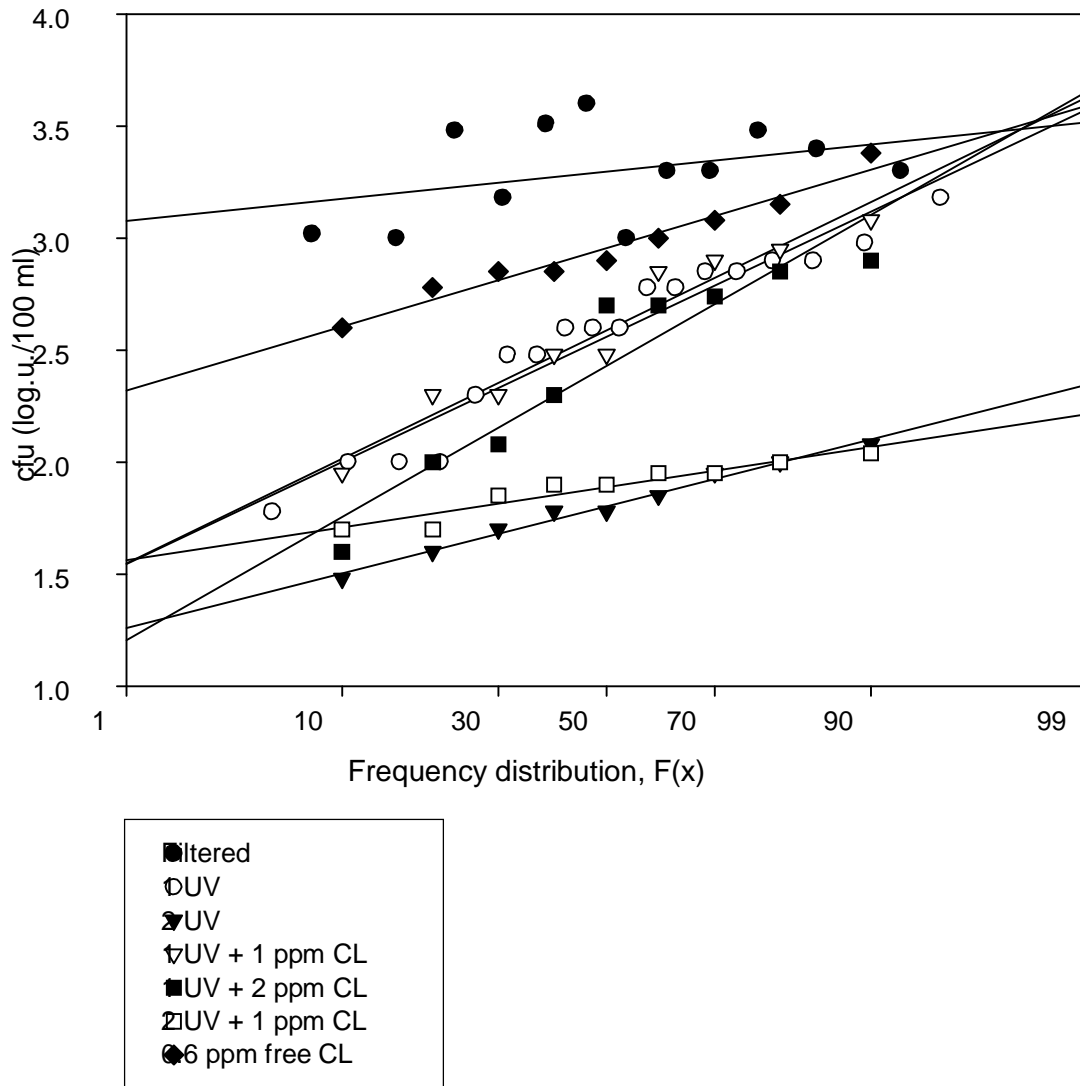 4.0
3.5
3.0
2.5
2.0
1.5
1.0
cfu (log.u./100 ml)
1 10 30 50 70 90 99
Frequency distribution, F(x)
Filtered
1 UV
2 UV
1 UV + 1 ppm CL
1 UV + 2 ppm CL
2 UV + 1 ppm CL
0.6 ppm free CL